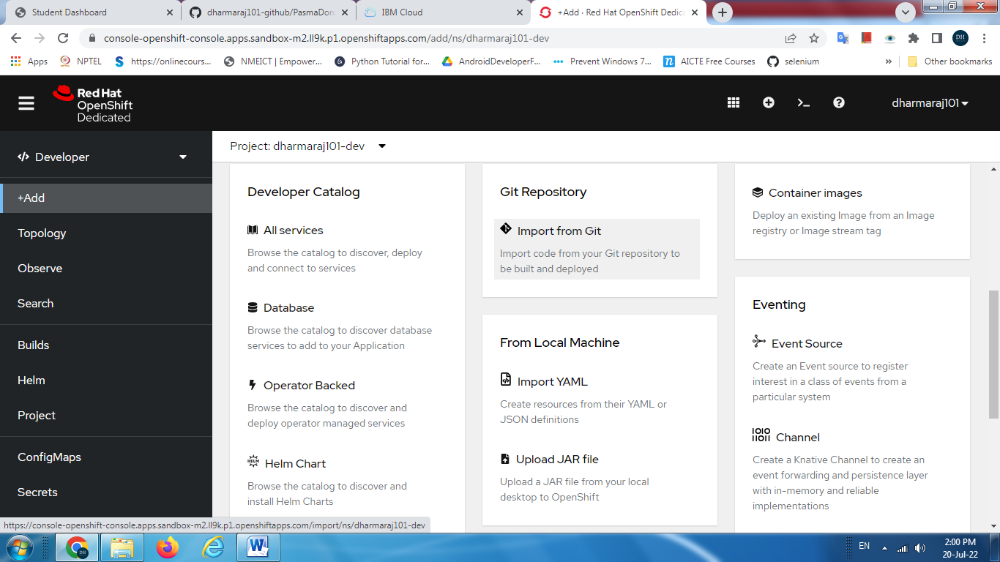 Student Dashboard
dharmaraj101-github/PasmaDon
IBM Cloud
+Add · Red Hat OpenShift Dedica
console-openshift-console.apps.sandbox-m2.ll9k.p1.openshiftapps.com/add/ns/dharmaraj101-dev
DH
Apps
NPTEL
https://onlinecours...
NMEICT | Empower...
Python Tutorial for...
AndroidDeveloperF...
Prevent Windows 7...
AICTE Free Courses
selenium
»
Other bookmarks
Red Hat
OpenShift
Dedicated
dharmaraj101
Developer
Project: dharmaraj101-dev
+Add
Topology
Observe
Search
Builds
Helm
Project
ConfigMaps
Secrets
Developer Catalog
All services
Browse the catalog to discover, deploy
and connect to services
Database
Browse the catalog to discover database
services to add to your Application
Operator Backed
Browse the catalog to discover and
deploy operator managed services
HELM
Helm Chart
Browse the catalog to discover and
install Helm Charts
Git Repository
Import from Git
Import code from your Git repository to
be built and deployed
From Local Machine
Import YAML
Create resources from their YAML or
JSON definitions
Upload JAR file
Upload a JAR file from your local
desktop to OpenShift
Container images
Deploy an existing Image from an Image
registry or Image stream tag
Eventing
Event Source
Create an Event source to register
interest in a class of events from a
particular system
Channel
Create a Knative Channel to create an
event forwarding and persistence layer
with in-memory and reliable
implementations
https://console-openshift-console.apps.sandbox-m2.ll9k.p1.openshiftapps.com/import/ns/dharmaraj101-dev
EN
2:00 PM
20-Jul-22